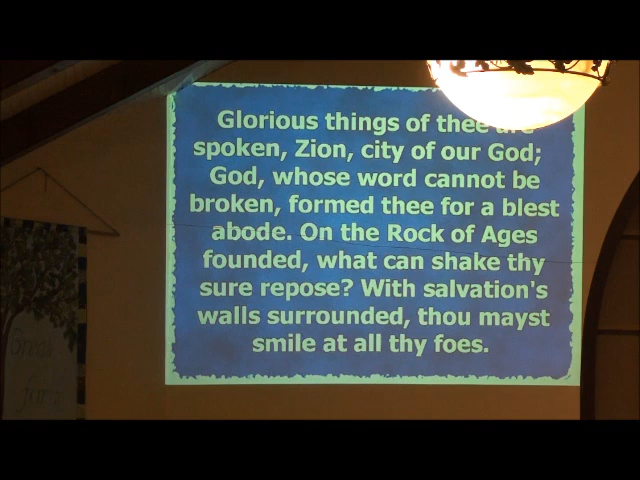 Glorious things of thee are
spoken, Zion, city of our God;
God, whose word cannot be
broken, formed thee for a blest
abode. On the Rock of Ages
founded, what can shake thy
sure repose? With salvation's
walls surrounded, thou mayst
smile at all thy foes.